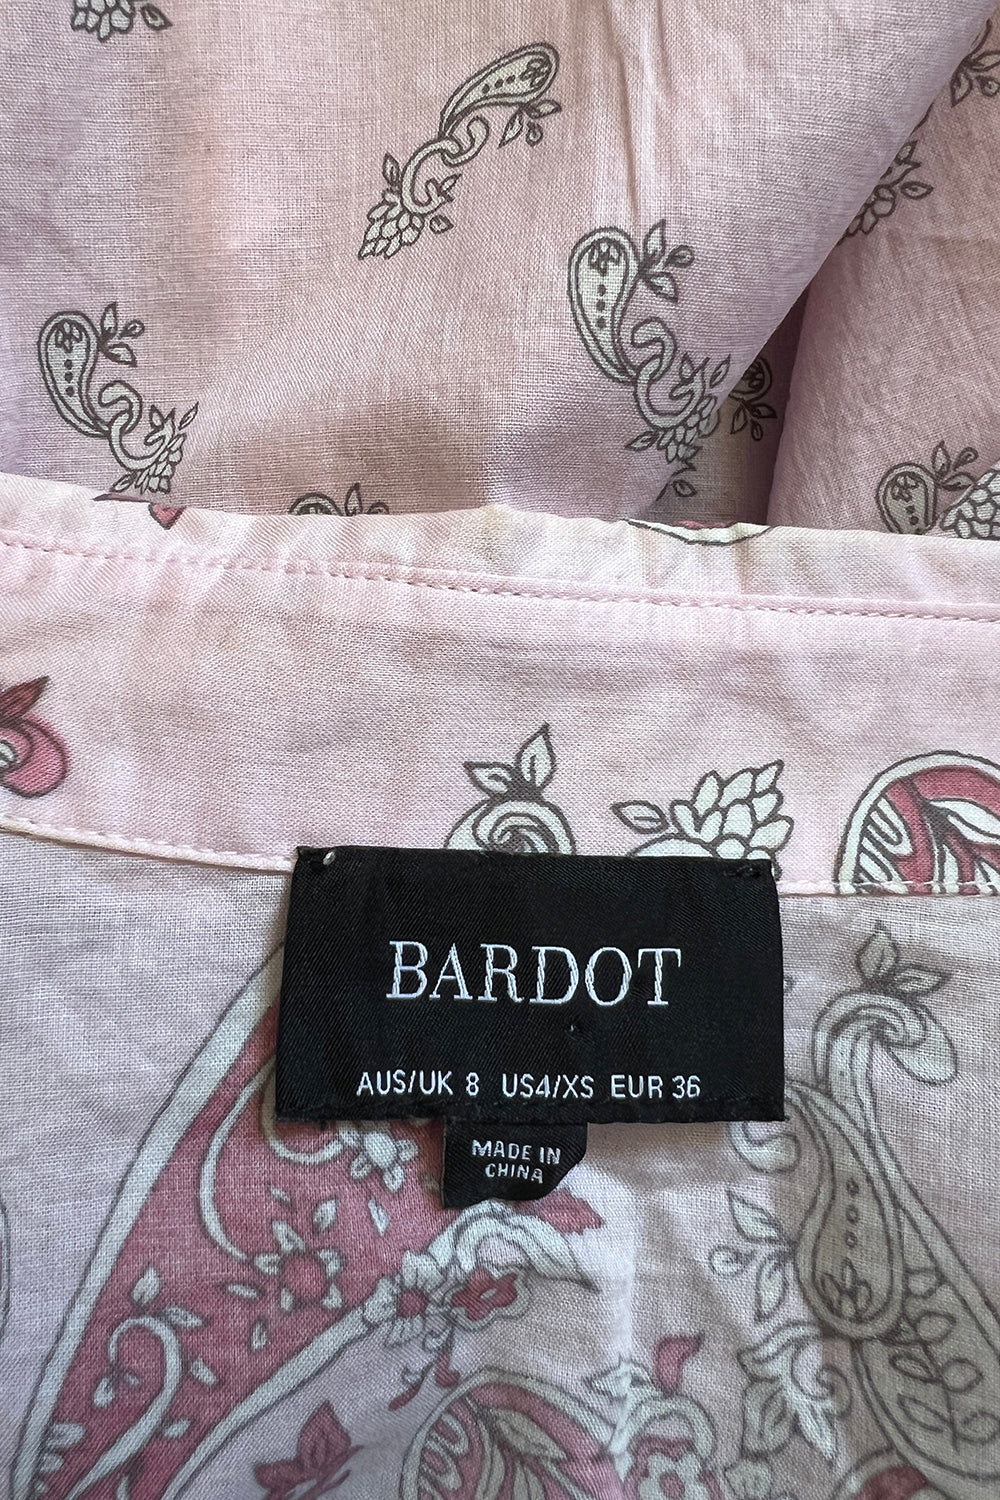 BARDOT
AUS/UK 8 US4/XS EUR 36
MADE IN
CHINA